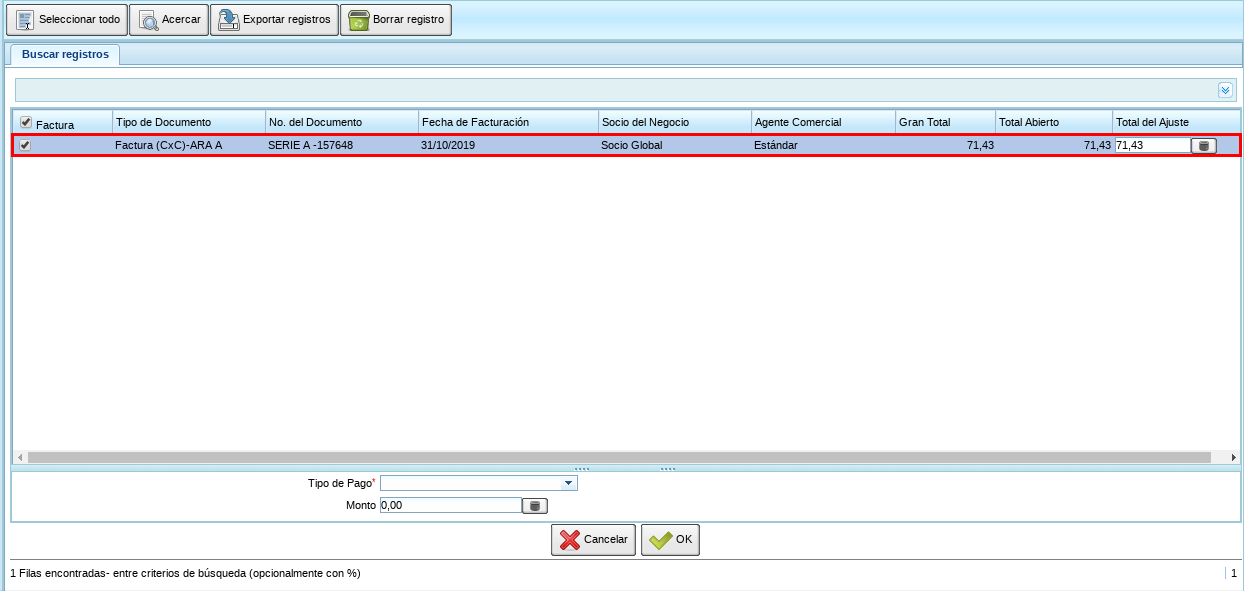 Seleccionar todo Acercar Exportar registros Borrar registro
Buscar registros
Factura Tipo de Documento No. del Documento Fecha de Facturación Socio del Negocio Agente Comercial Gran Total Total Abierto Total del Ajuste
Factura (CxC)-ARA A SERIE A -157648 31/10/2019 Socio Global Estándar 71,43 71,43 71,43
Tipo de Pago*
Monto 0,00
Cancelar OK
1 Filas encontradas- entre criterios de búsqueda (opcionalmente con %) 1